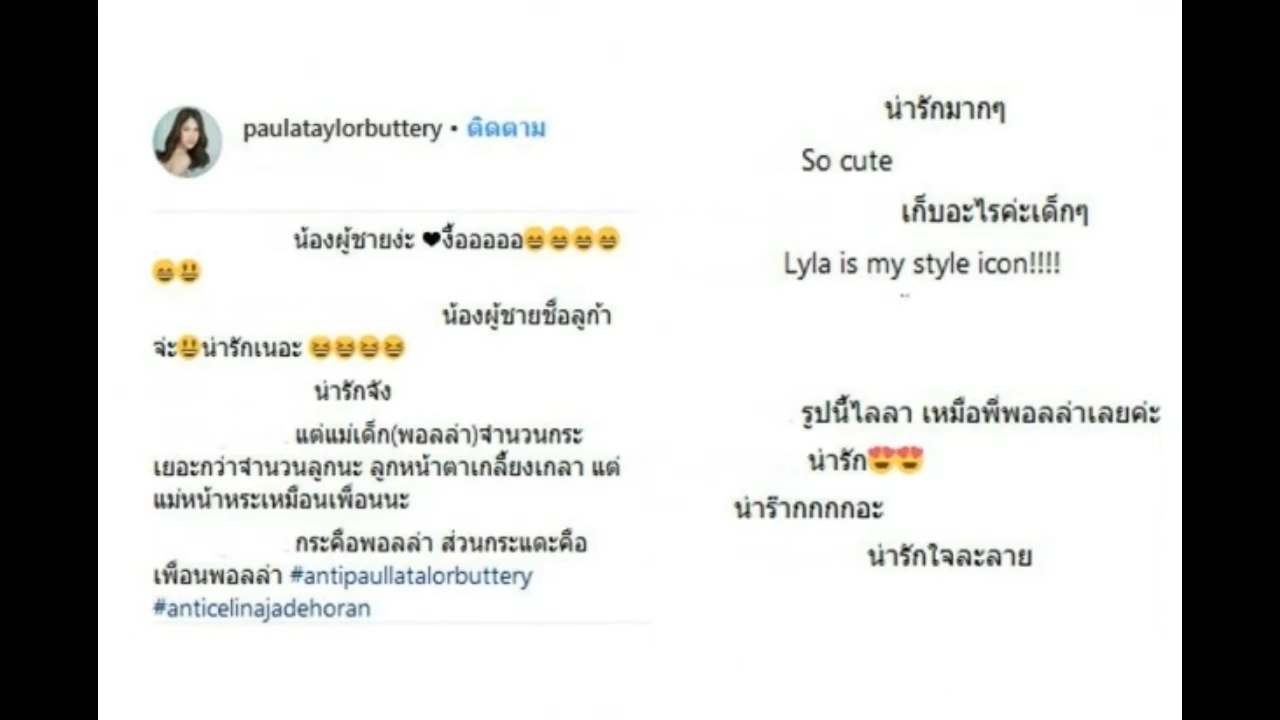 paulataylorbuttery • ติดตาม
น้องผู้ชายง่ะ ❤งื้อออออ😄😄😄😄
😄😃
น้องผู้ชายชื่อลูก้า
จ่ะ😃น่ารักเนอะ 😆😆😆😆
น่ารักจัง
แต่แม่เด็ก(พอลล่า)จำนวนกระ
เยอะกว่าจำนวนลูกนะ ลูกหน้าตาเกลี้ยงเกลา แต่
แม่หน้าหระเหมือนเพื่อนนะ
กระคือพอลล่า ส่วนกระแดะคือ
เพื่อนพอลล่า #antipaullatalorbuttery
#anticelinajadehoran
น่ารักมากๆ
So cute
เก็บอะไรค่ะเด็กๆ
Lyla is my style icon!!!!
รูปนี้ไลลา เหมือพี่พอลล่าเลยค่ะ
น่ารัก😍😍
น่าร๊ากกกกอะ
น่ารักใจละลาย